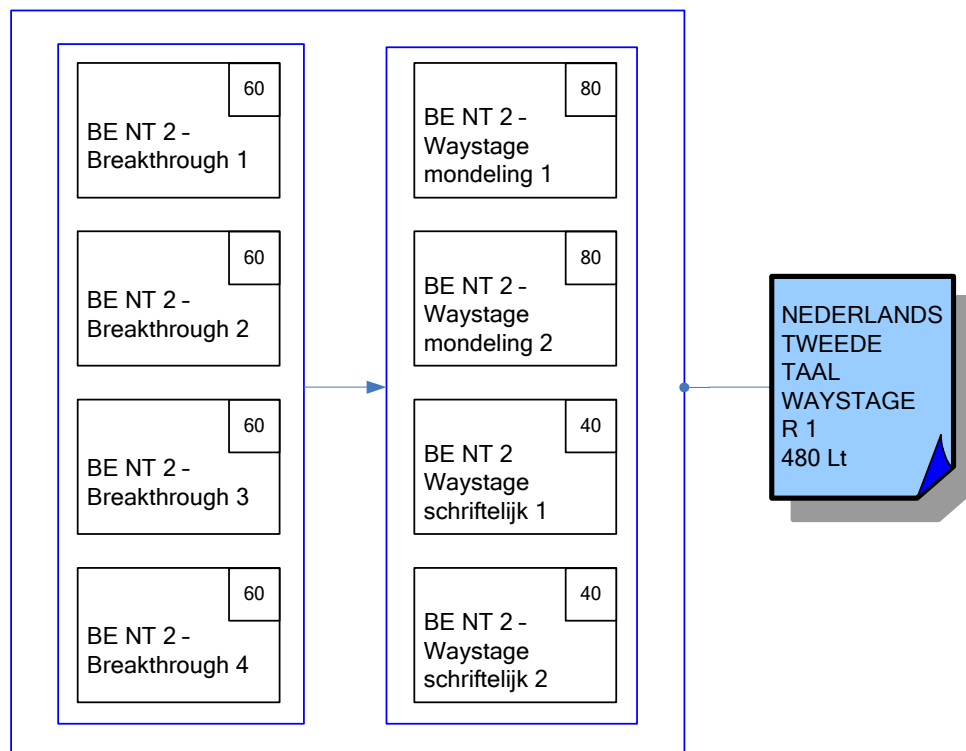 60
BE NT 2 –
Breakthrough 1
60
BE NT 2 –
Breakthrough 2
60
BE NT 2 –
Breakthrough 3
60
BE NT 2 –
Breakthrough 4
80
BE NT 2 –
Waystage
mondeling 1
80
BE NT 2 –
Waystage
mondeling 2
40
BE NT 2
Waystage
schriftelijk 1
40
BE NT 2 –
Waystage
schriftelijk 2
NEDERLANDS
TWEEDE
TAAL
WAYSTAGE
R 1
480 Lt